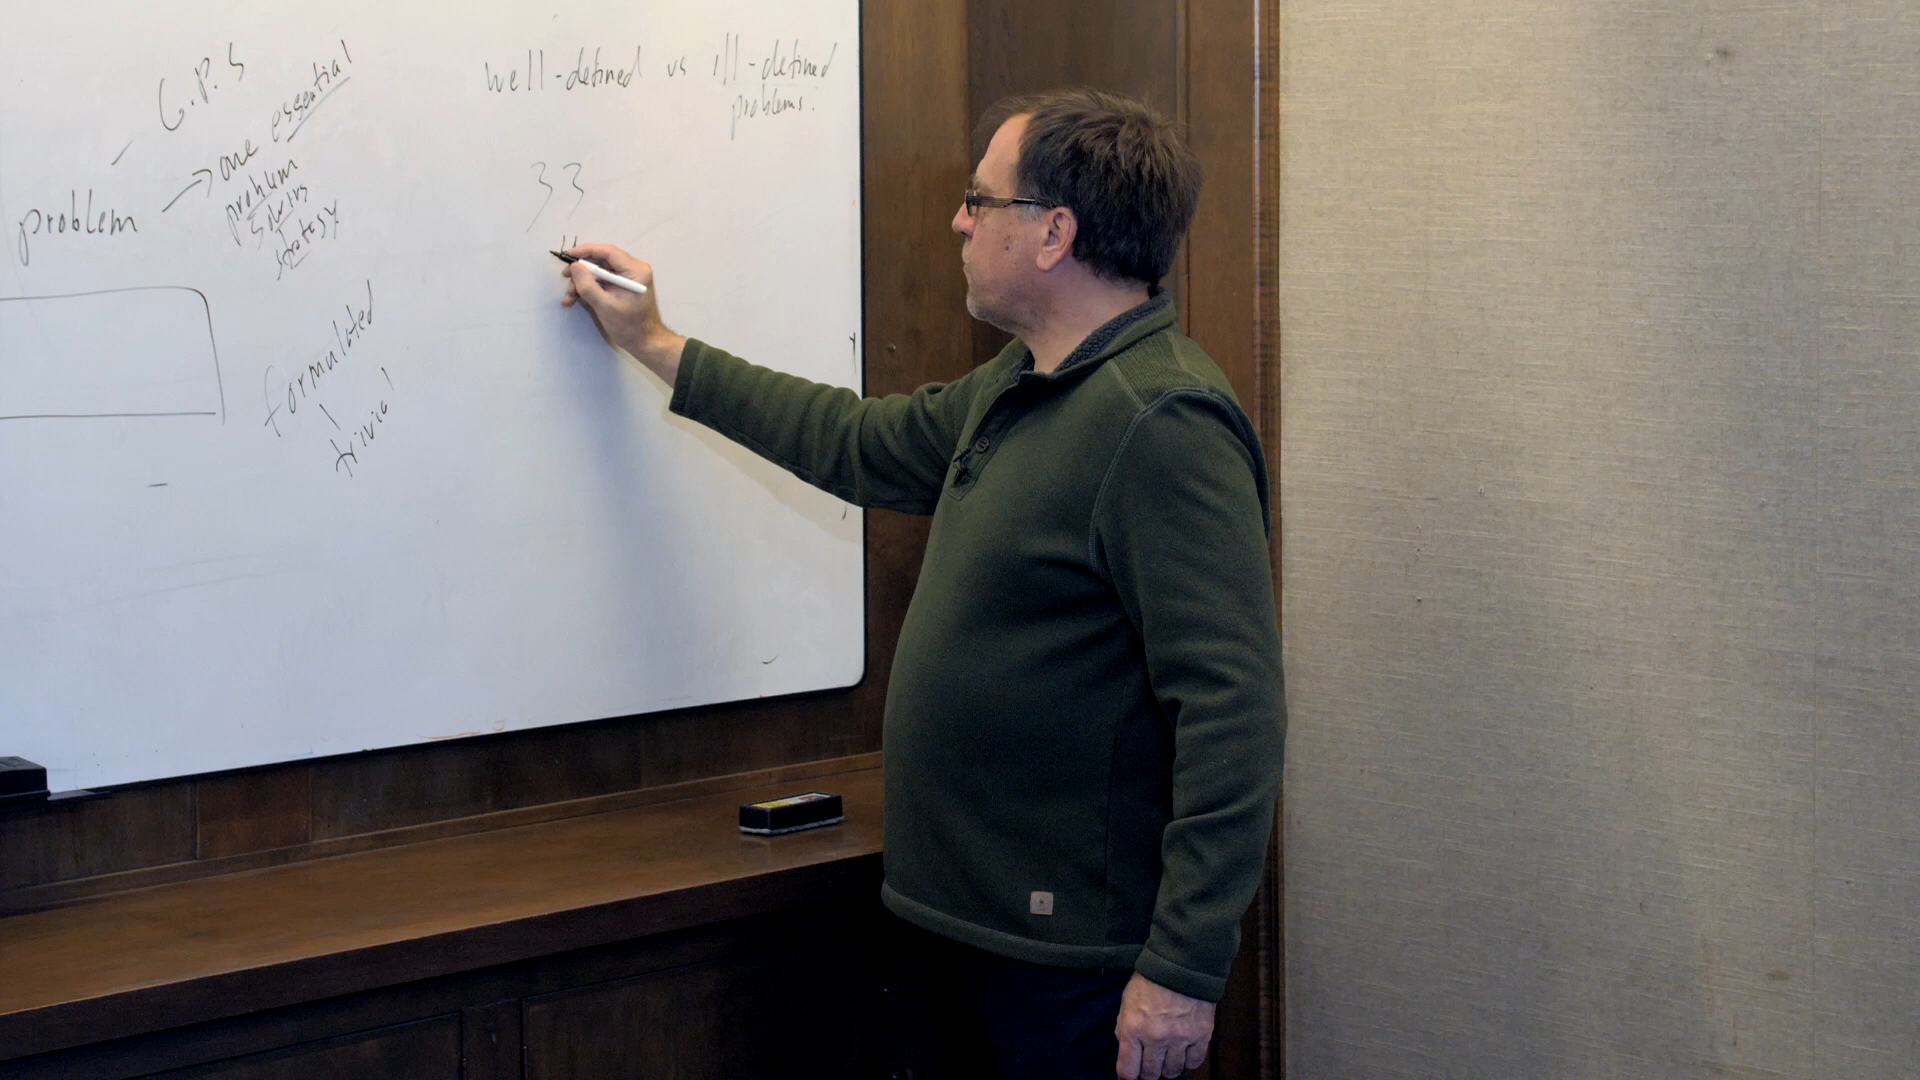 G.P.S
problem
one essential
problem
solving
strategy
formulated
trivial
well-defined vs ill-defined
problems.
33